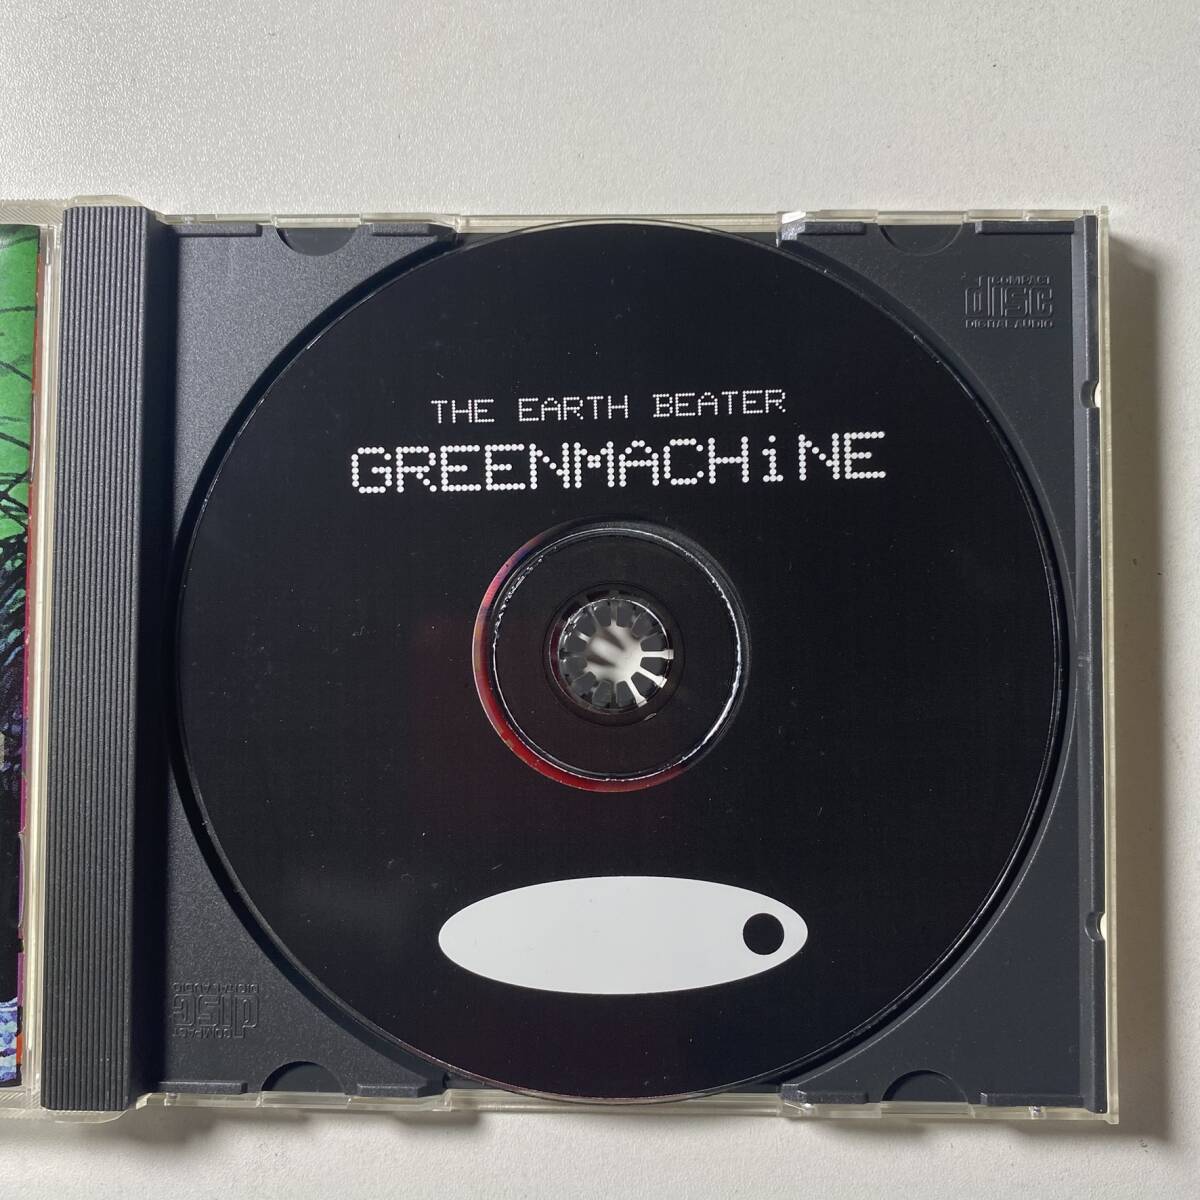 THE EARTH BEATER
GREENMACHiNE
COMPACT
disc
DIGITAL AUDIO
COMPACT
disc
DIGITAL AUDIO